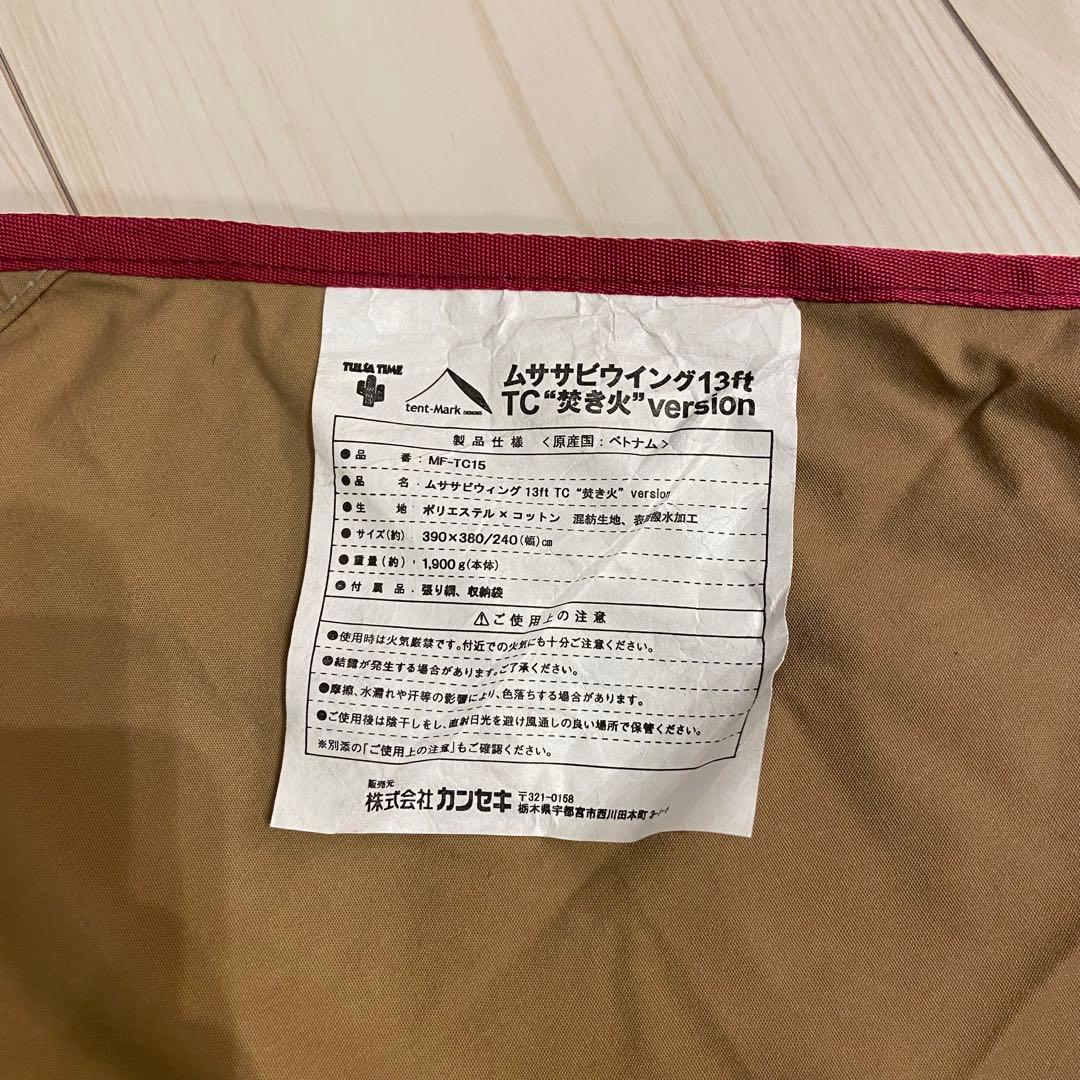 TULSA TIME
tent-Mark DESIGNS
ムササビウイング13ft
TC “焚き火” version
製品仕様 〈原産国：ベトナム〉
●品　　番：MF-TC15
●品　　名：ムササビウィング 13ft TC “焚き火” version
●生　　地：ポリエステル×コットン 混紡生地、表面撥水加工
●サイズ(約)：390×380/240(幅)cm
●重量(約)：1,900g(本体)
●付属品：張り綱、収納袋
⚠ご使用上の注意
●使用時は火気厳禁です。付近での火気にも十分ご注意ください。
●結露が発生する場合があります。ご了承ください。
●摩擦、水濡れや汗等の影響により、色落ちする場合があります。
●ご使用後は陰干しをし、直射日光を避け風通しの良い場所で保管ください。
※別添の「ご使用上の注意」もご確認ください。
販売元
株式会社 カンセキ
〒321-0158
栃木県宇都宮市西川田本町3-1-1